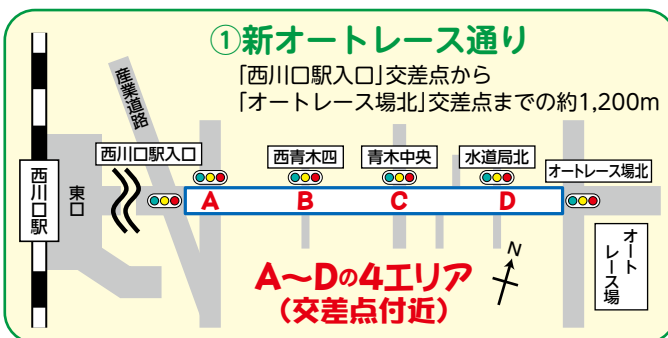 ①新オートレース通り
「西川口駅入口」交差点から
「オートレース場北」交差点までの約1,200m
産業道路
西川口駅入口
西青木四
青木中央
水道局北
オートレース場北
西川口駅
東口
A
B
C
D
オート
レース場
N
A～Dの4エリア
（交差点付近）